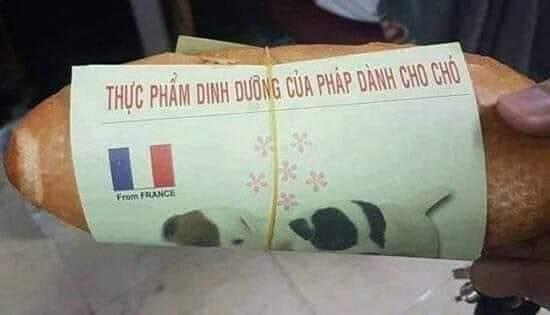 THỰC PHẨM DINH DƯỠNG CỦA PHÁP DÀNH CHO CHÓ
From FRANCE